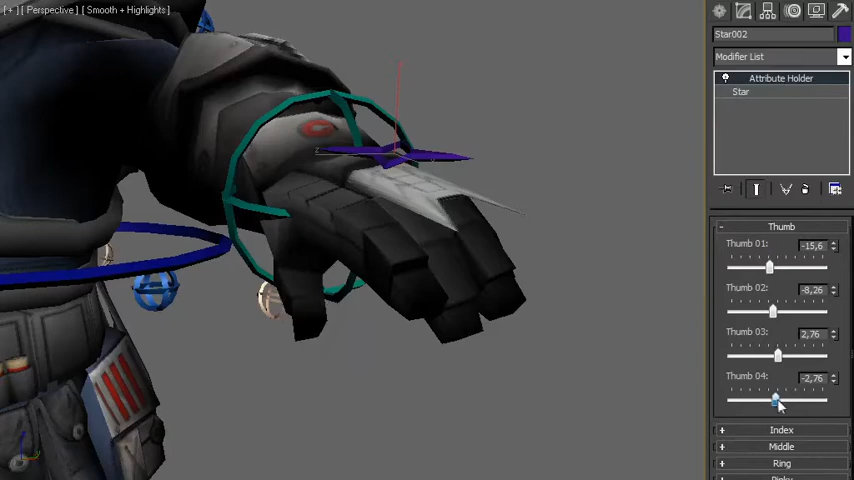 [ + ] [ Perspective ] [ Smooth + Highlights ]
Star002
Modifier List
Attribute Holder
Star
- Thumb
Thumb 01: -15,6
Thumb 02: -8,26
Thumb 03: 2,76
Thumb 04: -2,76
+ Index
+ Middle
+ Ring
Pinky